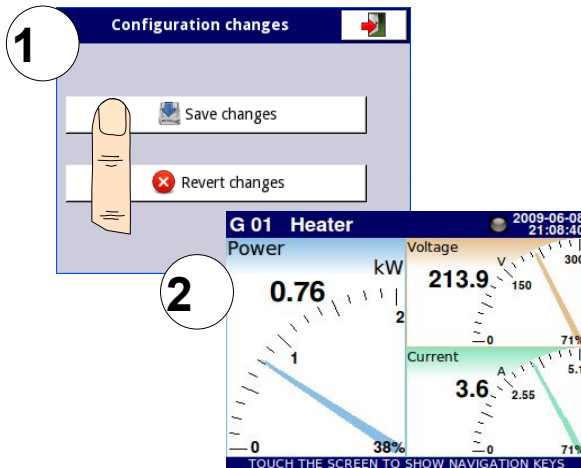 1
Configuration changes
Save changes
Revert changes
2
G 01 Heater
2009-06-08
21:08:40
Power
kW
0.76
2
1
0
38%
Voltage
V
300
213.9
150
0
71%
Current
A
5.1
3.6
2.55
0
71%
TOUCH THE SCREEN TO SHOW NAVIGATION KEYS